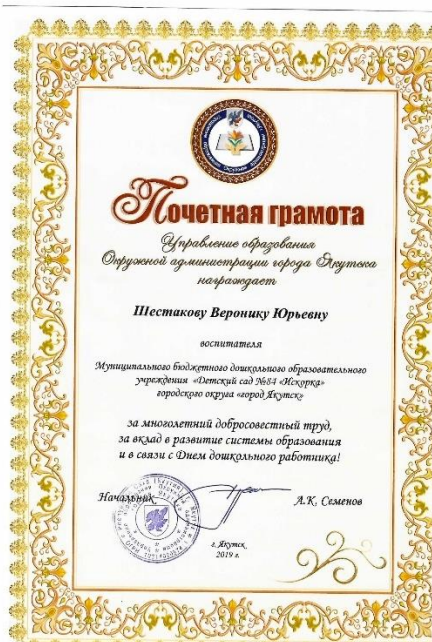 Почетная грамота
Управление образования
Окружной администрации города Якутска
награждает
Шестакову Веронику Юрьевну
воспитателя
Муниципального бюджетного дошкольного образовательного
учреждения «Детский сад №84 «Искорка»
городского округа «город Якутск»
за многолетний добросовестный труд,
за вклад в развитие системы образования
и в связи с Днем дошкольного работника!
Начальник А.К. Семенов
г. Якутск
2019 г.